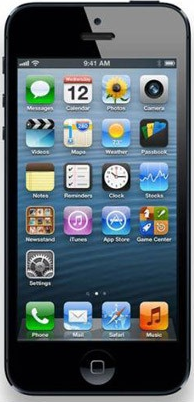 9:41 AM
Wednesday
12
Messages Calendar Photos Camera
280
Videos Maps Weather Passbook
Notes Reminders Clock Stocks
Newsstand iTunes App Store Game Center
Settings
Phone Mail Safari Music